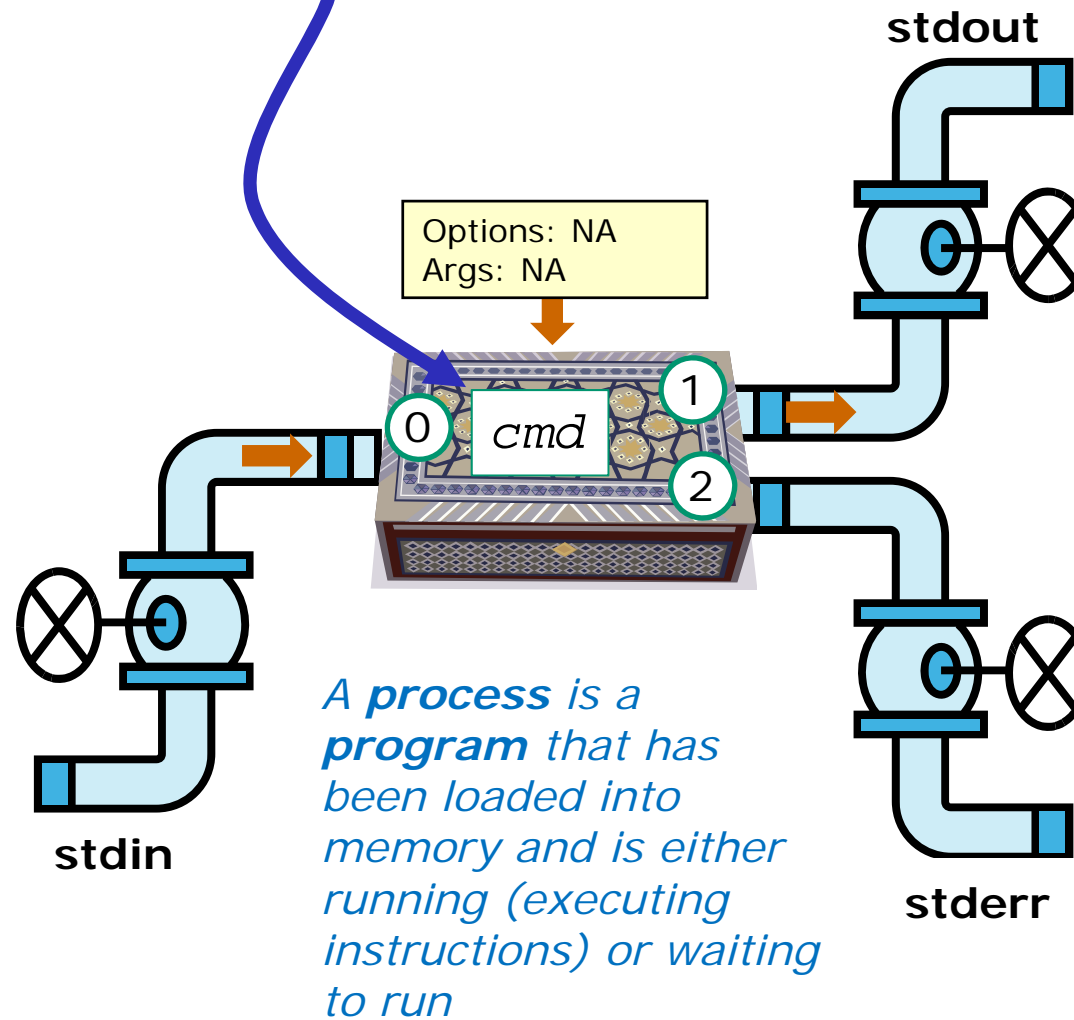 stdout
Options: NA
Args: NA
0
1
cmd
2
stdin
A process is a
program that has
been loaded into
memory and is either
running (executing
instructions) or waiting
to run
stderr